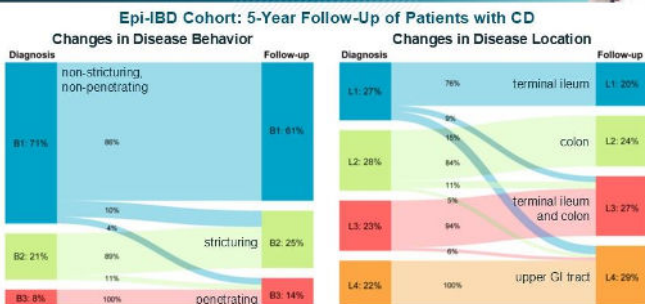 Epi-IBD Cohort: 5-Year Follow-Up of Patients with CD
Changes in Disease Behavior
Diagnosis
Follow-up
non-stricturing,
non-penetrating
B1: 71%
86%
B1: 61%
10%
4%
stricturing
B2: 25%
B2: 21%
89%
11%
B3: 8%
100%
penetrating
B3: 14%
Changes in Disease Location
Diagnosis
Follow-up
L1: 27%
76%
terminal ileum
L1: 20%
9%
15%
colon
L2: 24%
L2: 28%
84%
11%
5%
terminal ileum
and colon
L3: 27%
L3: 23%
94%
6%
L4: 22%
100%
upper GI tract
L4: 29%